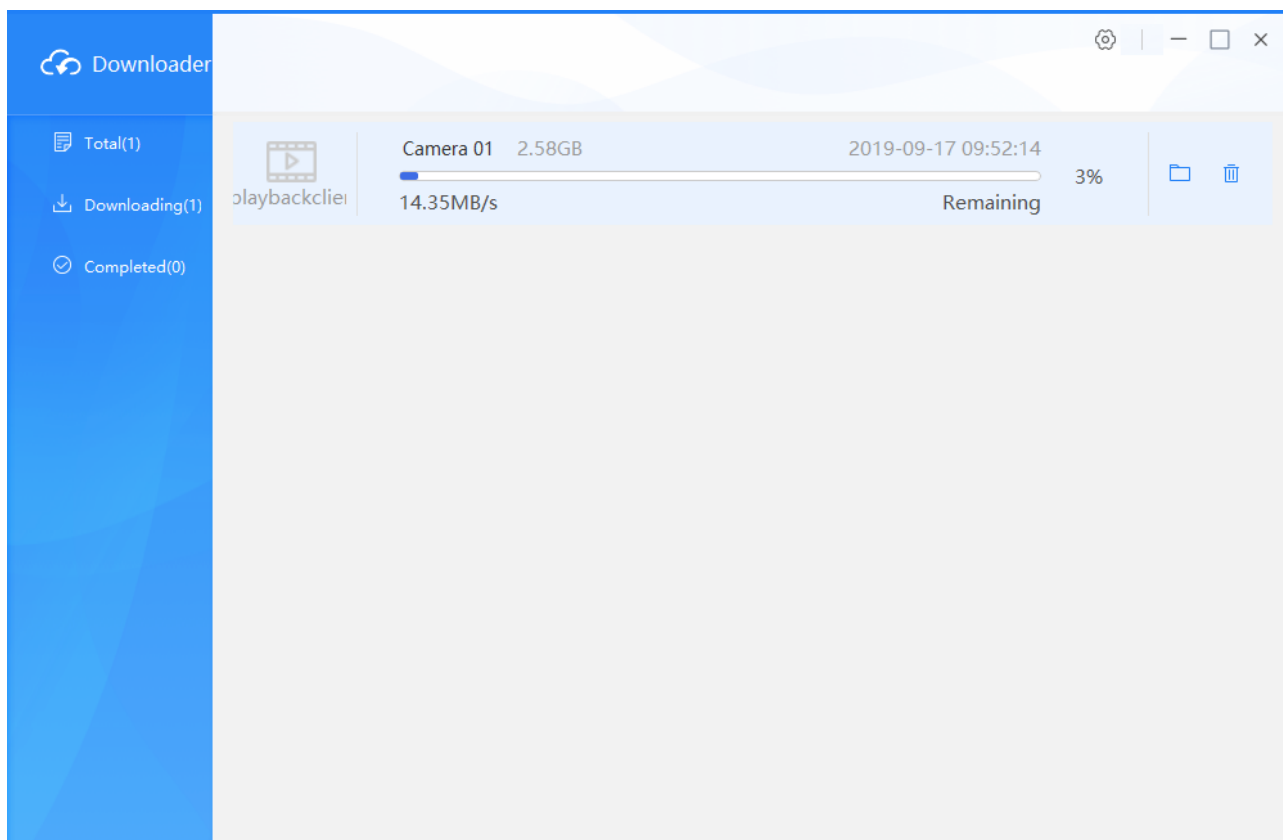 Downloader
Total(1)
Downloading(1)
Completed(0)
Camera 01 2.58GB 2019-09-17 09:52:14
3%
playbackclie
14.35MB/s Remaining